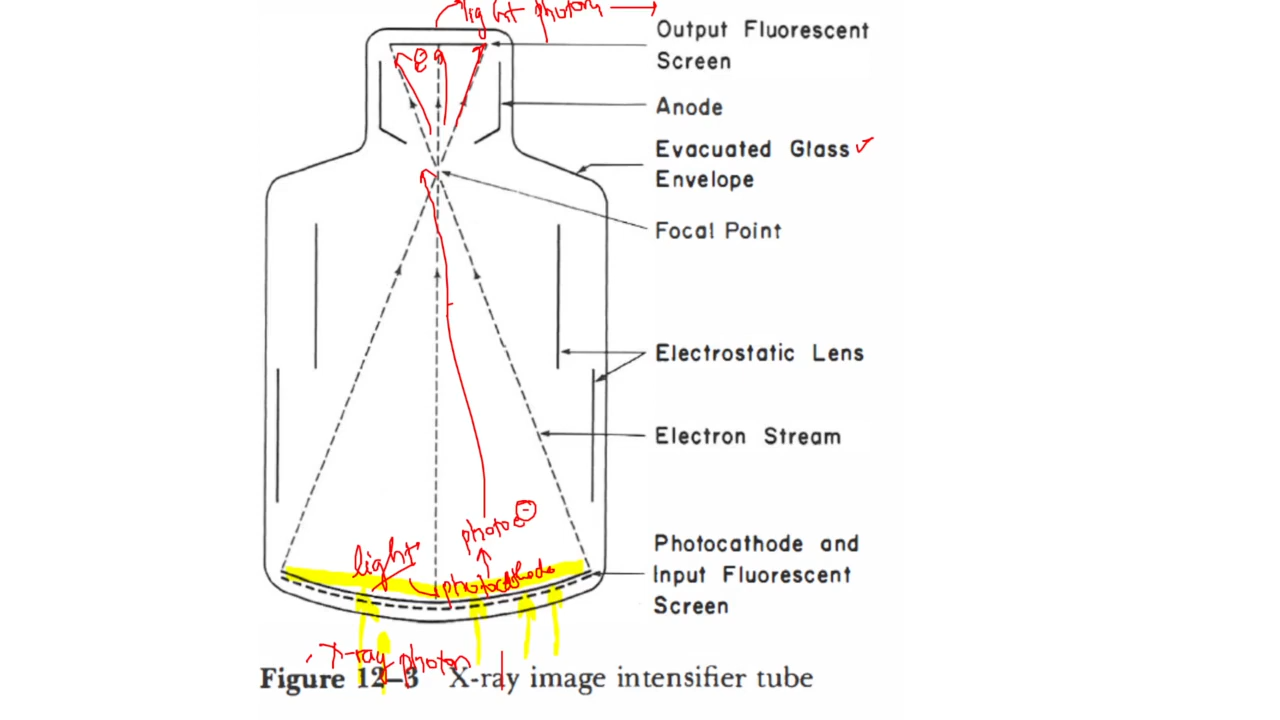 light photon →
Output Fluorescent
Screen
Anode
Evacuated Glass ✓
Envelope
Focal Point
Electrostatic Lens
Electron Stream
photo e⊖
light
photocathode
Photocathode and
Input Fluorescent
Screen
X-ray photon
Figure 12–3 X-ray image intensifier tube